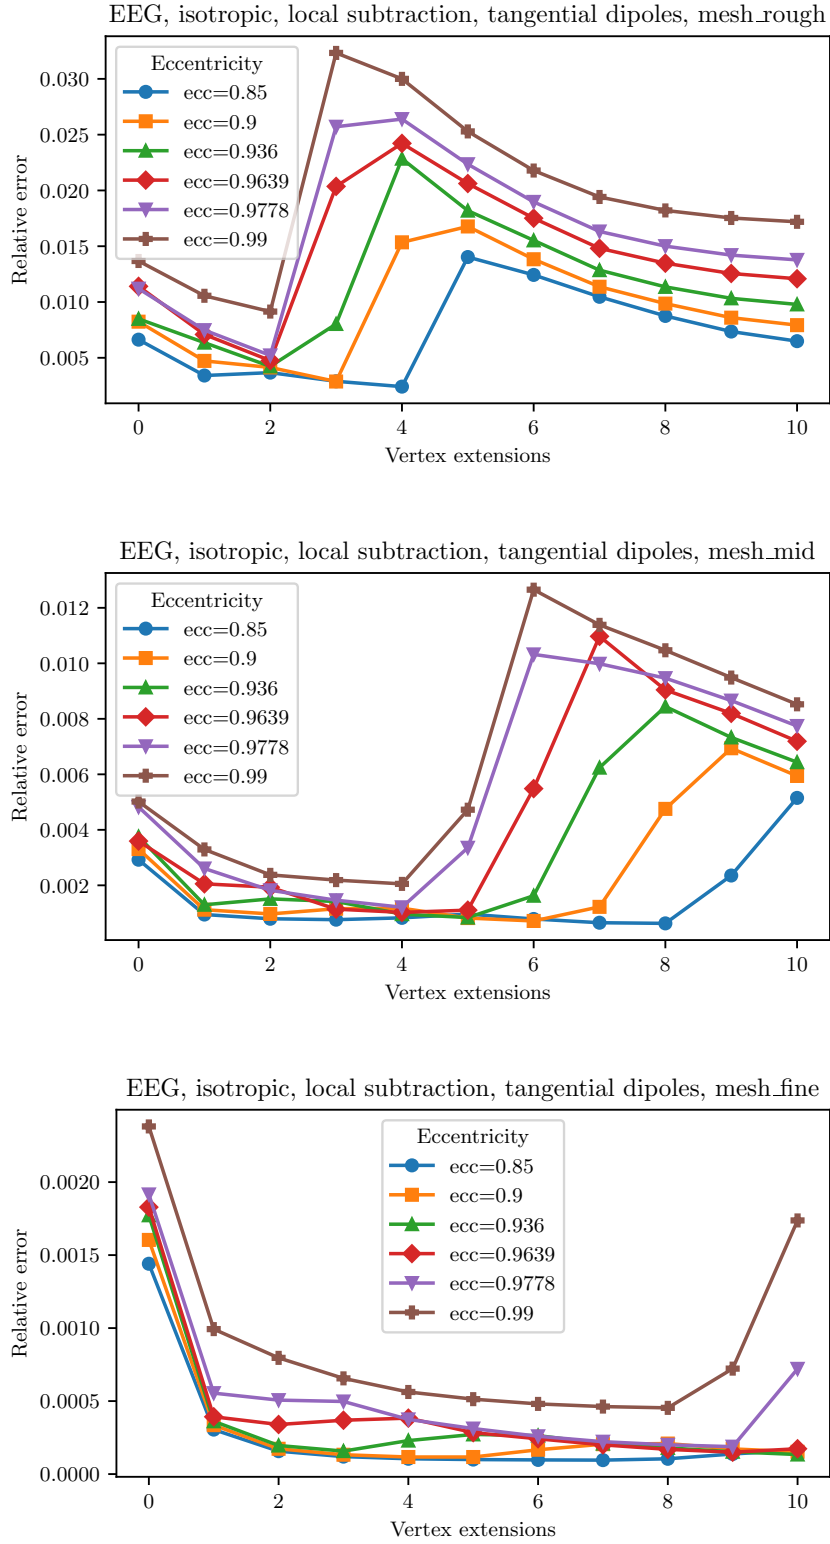 EEG, isotropic, local subtraction, tangential dipoles, mesh_rough
Eccentricity
ecc=0.85
ecc=0.9
ecc=0.936
ecc=0.9639
ecc=0.9778
ecc=0.99
Relative error
0.030
0.025
0.020
0.015
0.010
0.005
0 2 4 6 8 10
Vertex extensions
EEG, isotropic, local subtraction, tangential dipoles, mesh_mid
Eccentricity
ecc=0.85
ecc=0.9
ecc=0.936
ecc=0.9639
ecc=0.9778
ecc=0.99
Relative error
0.012
0.010
0.008
0.006
0.004
0.002
0 2 4 6 8 10
Vertex extensions
EEG, isotropic, local subtraction, tangential dipoles, mesh_fine
Eccentricity
ecc=0.85
ecc=0.9
ecc=0.936
ecc=0.9639
ecc=0.9778
ecc=0.99
Relative error
0.0020
0.0015
0.0010
0.0005
0.0000
0 2 4 6 8 10
Vertex extensions